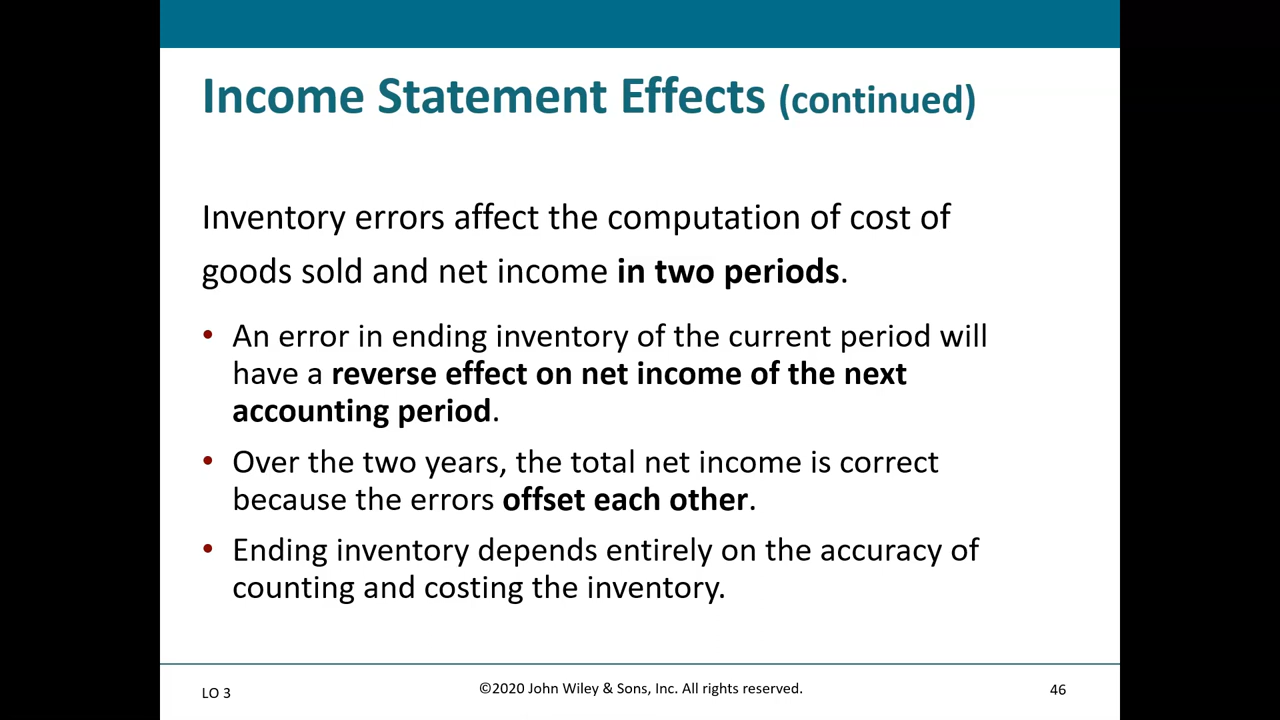 Income Statement Effects (continued)
Inventory errors affect the computation of cost of
goods sold and net income in two periods.
• An error in ending inventory of the current period will
have a reverse effect on net income of the next
accounting period.
• Over the two years, the total net income is correct
because the errors offset each other.
• Ending inventory depends entirely on the accuracy of
counting and costing the inventory.
LO 3
©2020 John Wiley & Sons, Inc. All rights reserved.
46